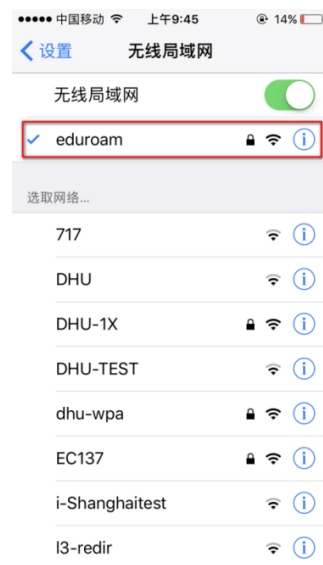 中国移动 上午9:45 14%
设置 无线局域网
无线局域网
eduroam
选取网络...
717
DHU
DHU-1X
DHU-TEST
dhu-wpa
EC137
i-Shanghaitest
l3-redir